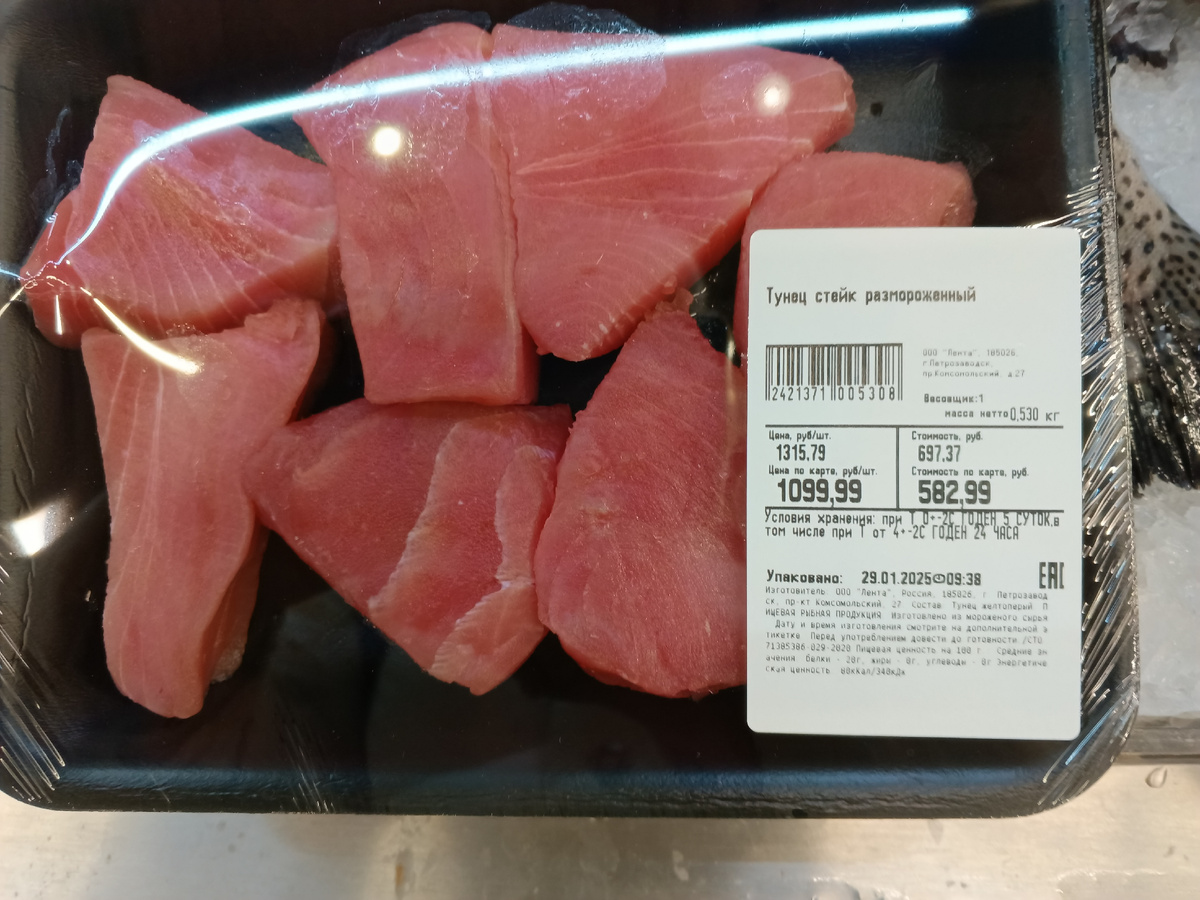 Тунец стейк размороженный
ООО "Лента", 185026,
г.Петрозаводск,
пр.Комсомольский, д.27
2421371 005308
Весовщик:1
масса нетто0,530 кг
Цена, руб/шт.
1315.79
Стоимость, руб.
697.37
Цена по карте, руб/шт.
1099,99
Стоимость по карте, руб.
582,99
Условия хранения: при Т 0+-2С ГОДЕН 5 СУТОК,в
том числе при Т от 4+-2С ГОДЕН 24 ЧАСА
Упаковано: 29.01.2025 09:38
EAC
Изготовитель: ООО "Лента", Россия, 185026, г. Петрозавод
ск, пр-кт Комсомольский, 27 Состав: Тунец желтоперый. П
ИЩЕВАЯ РЫБНАЯ ПРОДУКЦИЯ. Изготовлено из мороженого сырья
. Дату и время изготовления смотрите на дополнительной э
тикетке. Перед употреблением довести до готовности /СТО
71385386-029-2020 Пищевая ценность на 100 г. Средние зн
ачения: белки - 20г, жиры - 0г, углеводы - 0г Энергетиче
ская ценность: 80кКал/340кДж